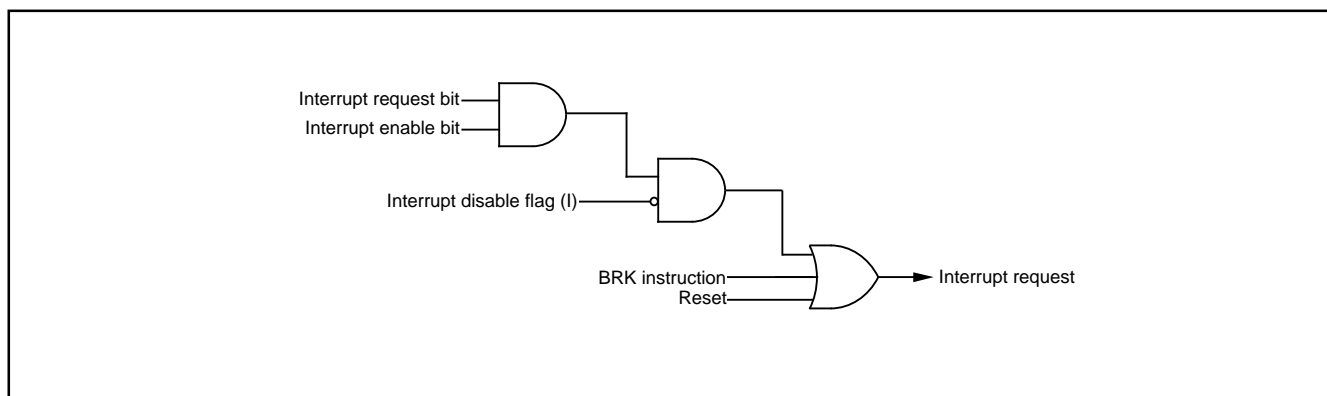 Interrupt request bit
Interrupt enable bit
Interrupt disable flag (I)
BRK instruction
Reset
Interrupt request